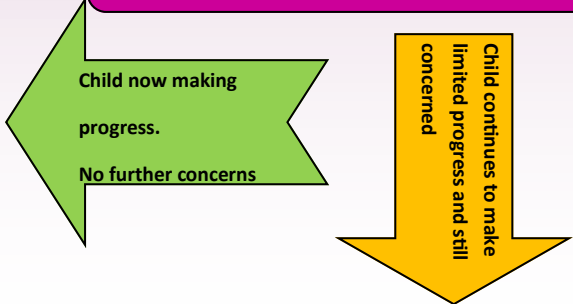 Child now making
progress.
No further concerns
Child continues to make
limited progress and still
concerned